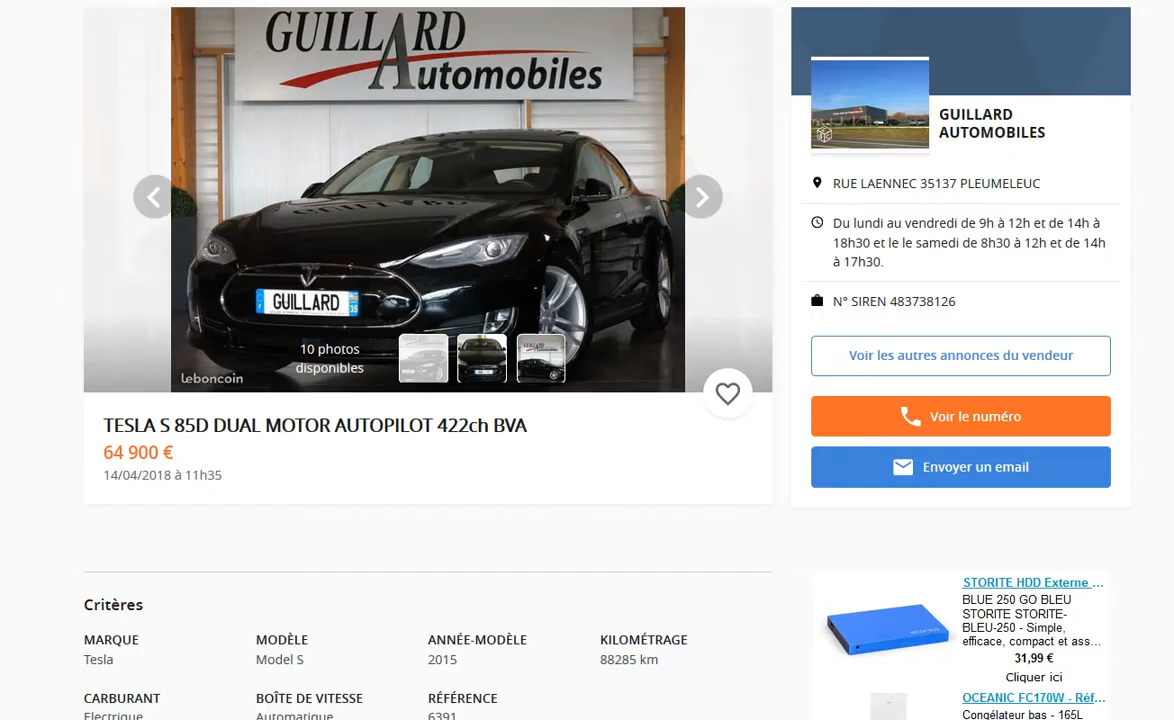 GUILLARD
Automobiles
GUILLARD
35
10 photos
disponibles
leboncoin
TESLA S 85D DUAL MOTOR AUTOPILOT 422ch BVA
64 900 €
14/04/2018 à 11h35
GUILLARD
AUTOMOBILES
RUE LAENNEC 35137 PLEUMELEUC
Du lundi au vendredi de 9h à 12h et de 14h à
18h30 et le le samedi de 8h30 à 12h et de 14h
à 17h30.
N° SIREN 483738126
Voir les autres annonces du vendeur
Voir le numéro
Envoyer un email
Critères
MARQUE
Tesla
MODÈLE
Model S
ANNÉE-MODÈLE
2015
KILOMÉTRAGE
88285 km
CARBURANT
Electrique
BOÎTE DE VITESSE
Automatique
RÉFÉRENCE
6391
STORITE HDD Externe ...
BLUE 250 GO BLEU
STORITE STORITE-
BLEU-250 - Simple,
efficace, compact et ass...
31,99 €
Cliquer ici
OCEANIC FC170W - Réf...
Congélateur bas - 165L